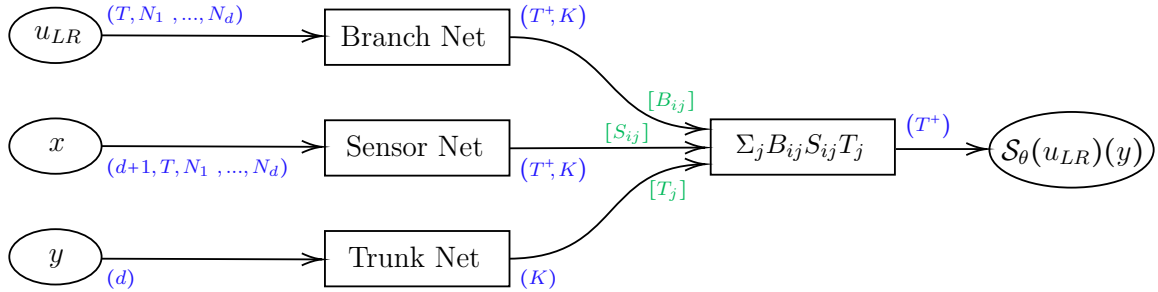 u_{LR} (T, N_1, ..., N_d) Branch Net (T^+, K)
[B_{ij}]
x (d+1, T, N_1, ..., N_d) Sensor Net (T^+, K) [S_{ij}] Σ_j B_{ij} S_{ij} T_j (T^+) 𝒮_θ(u_{LR})(y)
[T_j]
y (d) Trunk Net (K)